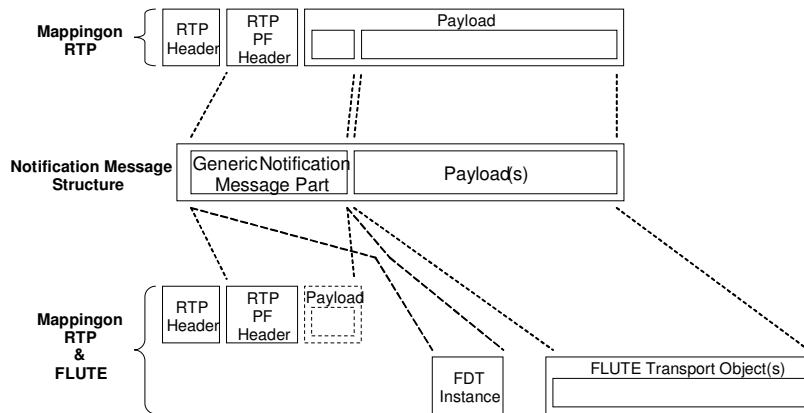 Mappingon
RTP
RTP
Header
RTP
PF
Header
Payload
Notification Message
Structure
GenericNotification
Message Part
Payload(s)
Mappingon
RTP
&
FLUTE
RTP
Header
RTP
PF
Header
Payload
FDT
Instance
FLUTE Transport Object(s)